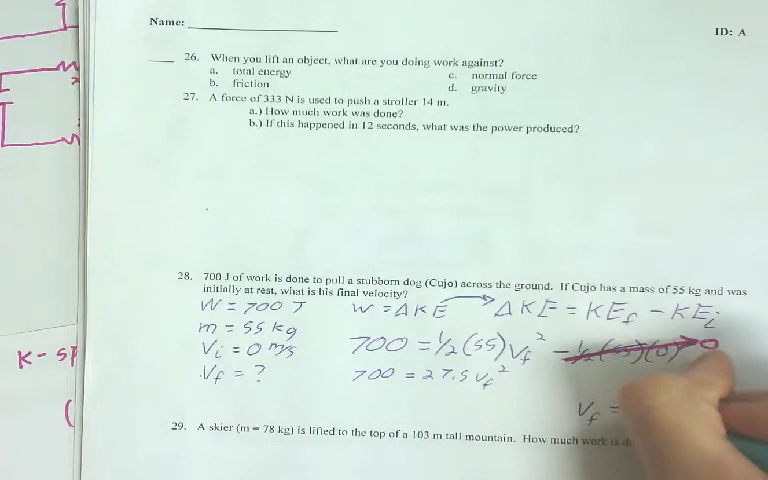 Name:
ID: A
26. When you lift an object, what are you doing work against?
a. total energy c. normal force
b. friction d. gravity
27. A force of 333 N is used to push a stroller 14 m.
a.) How much work was done?
b.) If this happened in 12 seconds, what was the power produced?
28. 700 J of work is done to pull a stubborn dog (Cujo) across the ground. If Cujo has a mass of 55 kg and was
initially at rest, what is his final velocity?
W = 700 J W = ΔKE → ΔKE = KEf - KEi
m = 55 kg
Vi = 0 m/s 700 = ½(55)Vf² - ½(55)(0)² 0
Vf = ? 700 = 27.5 Vf²
Vf =
29. A skier (m = 78 kg) is lifted to the top of a 103 m tall mountain. How much work is
K-
(